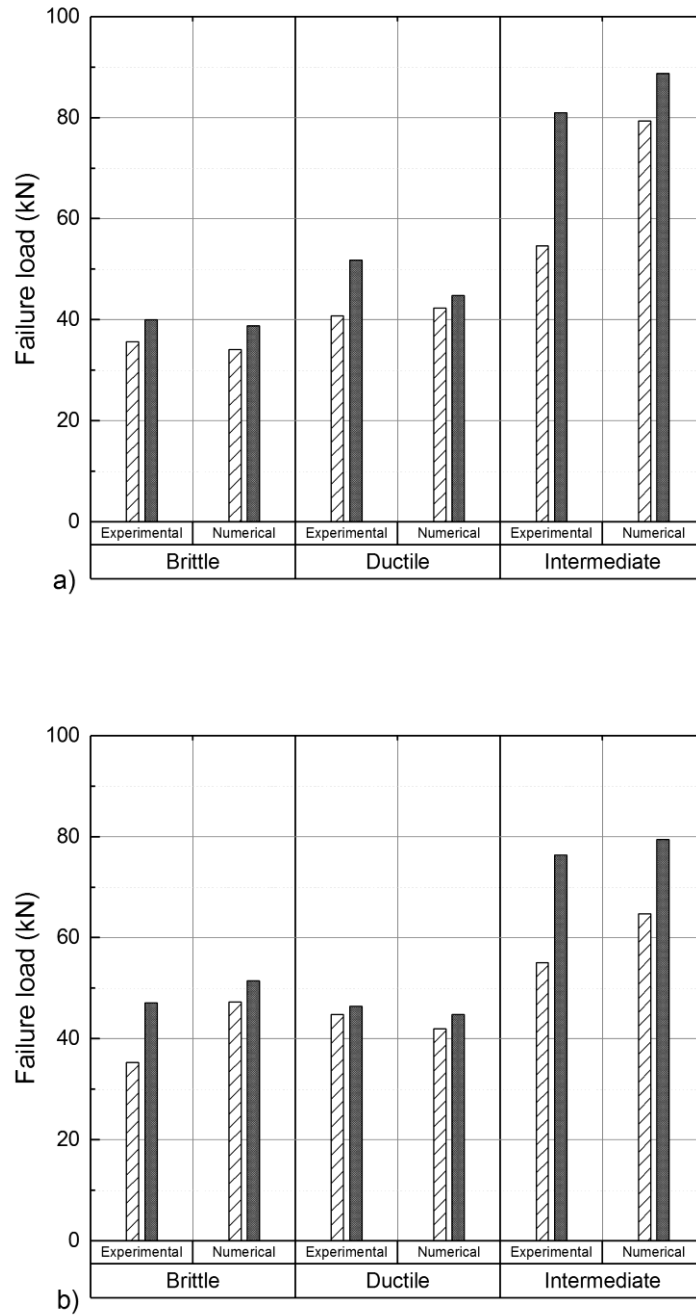 100
80
60
40
20
0
Failure load (kN)
Experimental Numerical Experimental Numerical Experimental Numerical
Brittle Ductile Intermediate
a)
100
80
60
40
20
0
Failure load (kN)
Experimental Numerical Experimental Numerical Experimental Numerical
Brittle Ductile Intermediate
b)